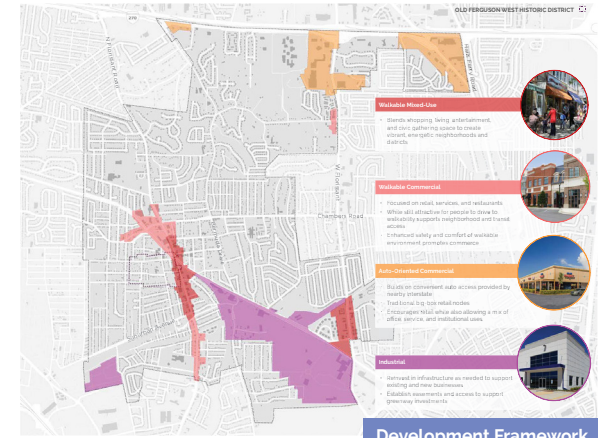 OLD FERGUSON WEST HISTORIC DISTRICT
270
N Florissant Road
W Florissant
Chambers Road
Walkable Mixed-Use
Blends shopping, living, entertainment,
and civic gathering space to create
vibrant, energetic neighborhoods and
districts
Walkable Commercial
Focused on retail, services, and restaurants
While still attractive for people to drive to,
walkability supports neighborhood and transit
access
Enhanced safety and comfort of walkable
environment promotes commerce
Auto-Oriented Commercial
Builds on convenient auto access provided by
nearby interstate
Traditional big-box retail nodes
Encourages retail while also allowing a mix of
office, service, and institutional uses
Industrial
Reinvest in infrastructure as needed to support
existing and new businesses
Establish easements and access to support
greenway investments
Development Framework